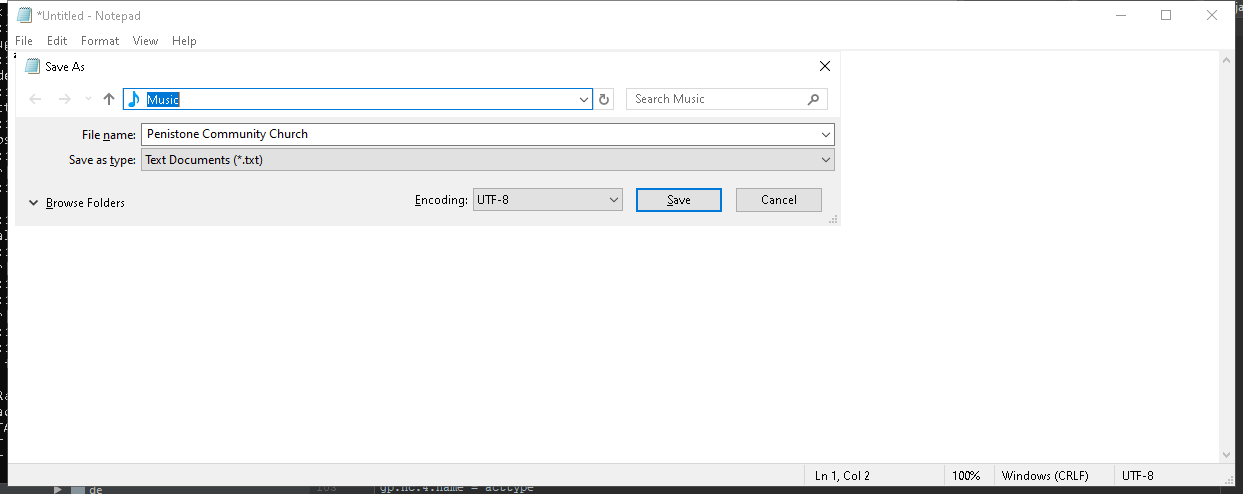 *Untitled - Notepad
File Edit Format View Help
Save As
Music
Search Music
File name: Penistone Community Church
Save as type: Text Documents (*.txt)
Browse Folders
Encoding: UTF-8
Save
Cancel
Ln 1, Col 2
100%
Windows (CRLF)
UTF-8
de
gp.nc.4.name = acttype